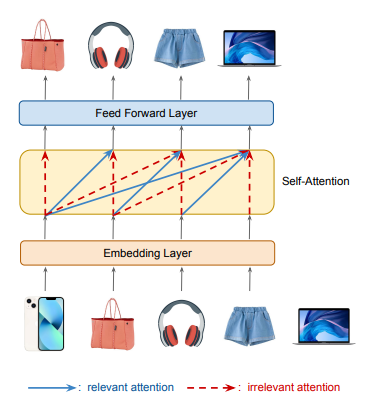 Feed Forward Layer
Self-Attention
Embedding Layer
: relevant attention
: irrelevant attention